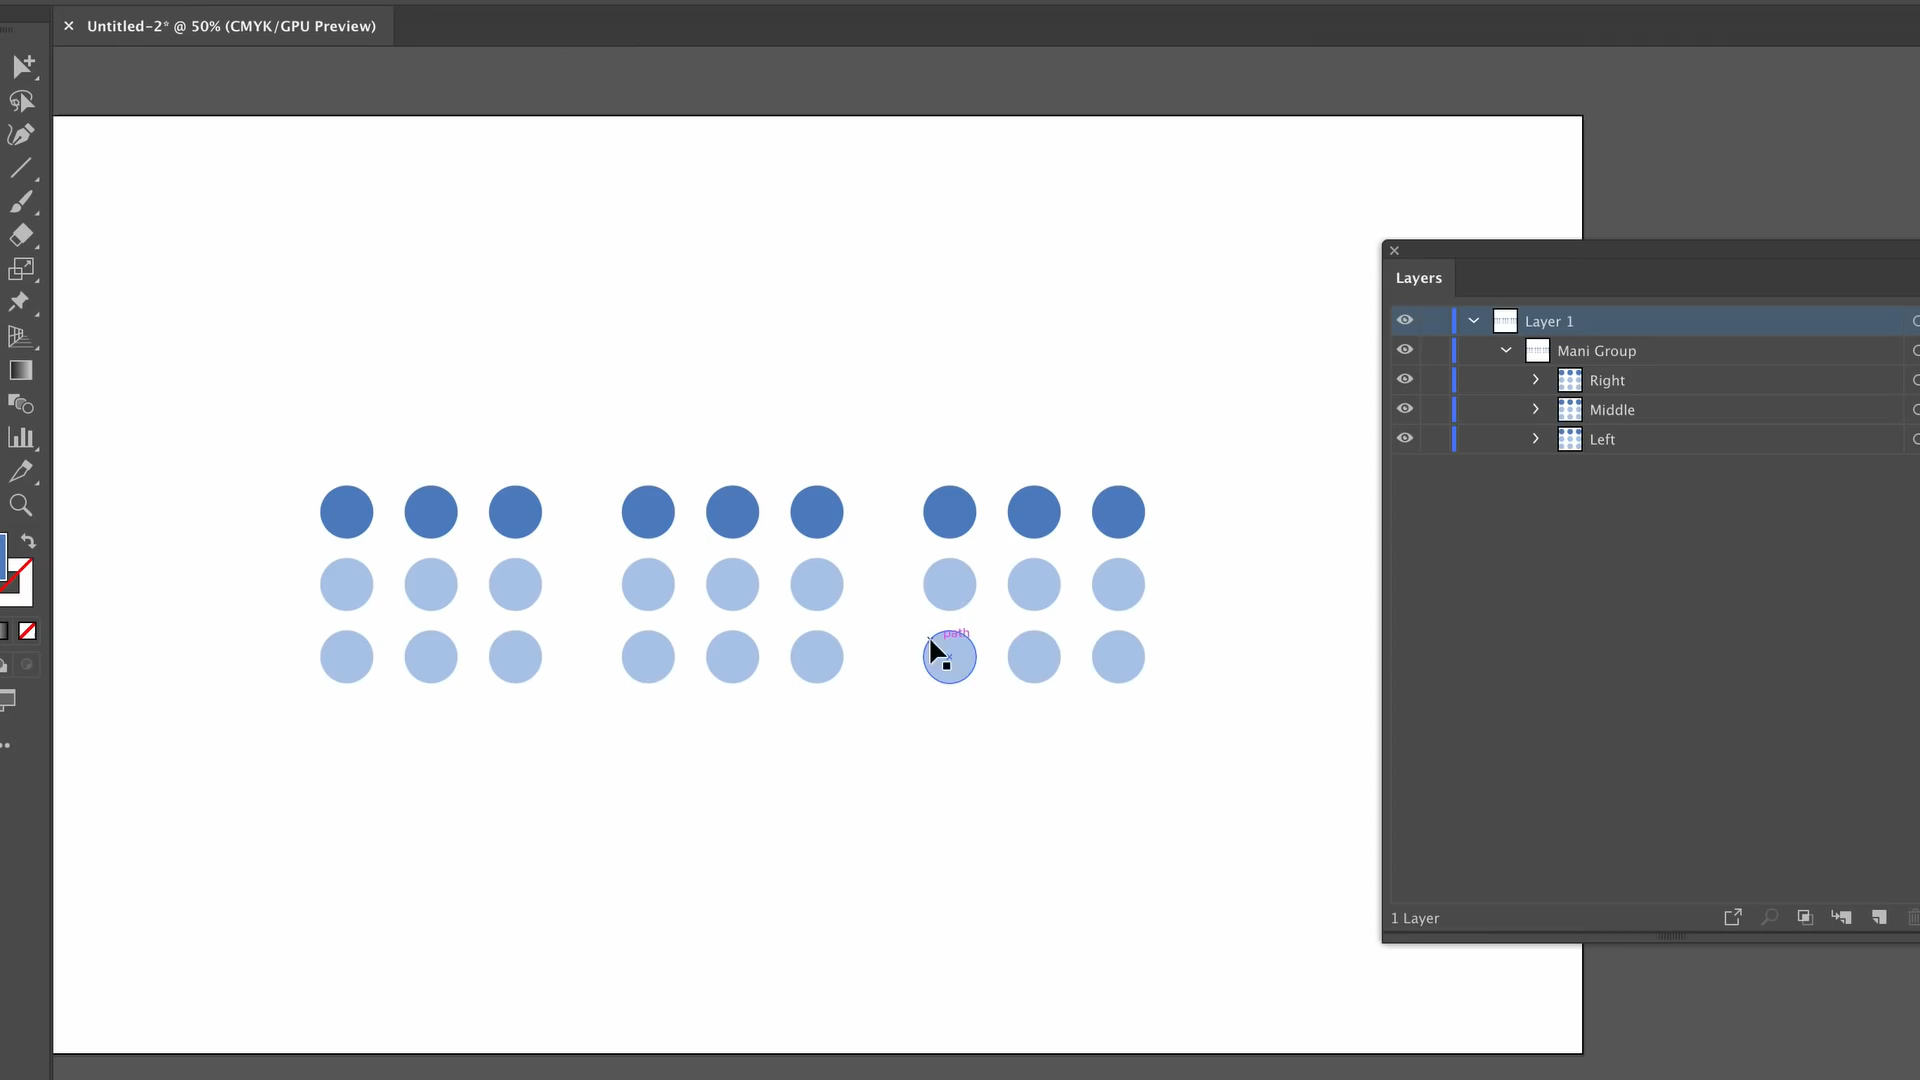 Untitled-2* @ 50% (CMYK/GPU Preview)
Layers
Layer 1
Mani Group
Right
Middle
Left
path
1 Layer